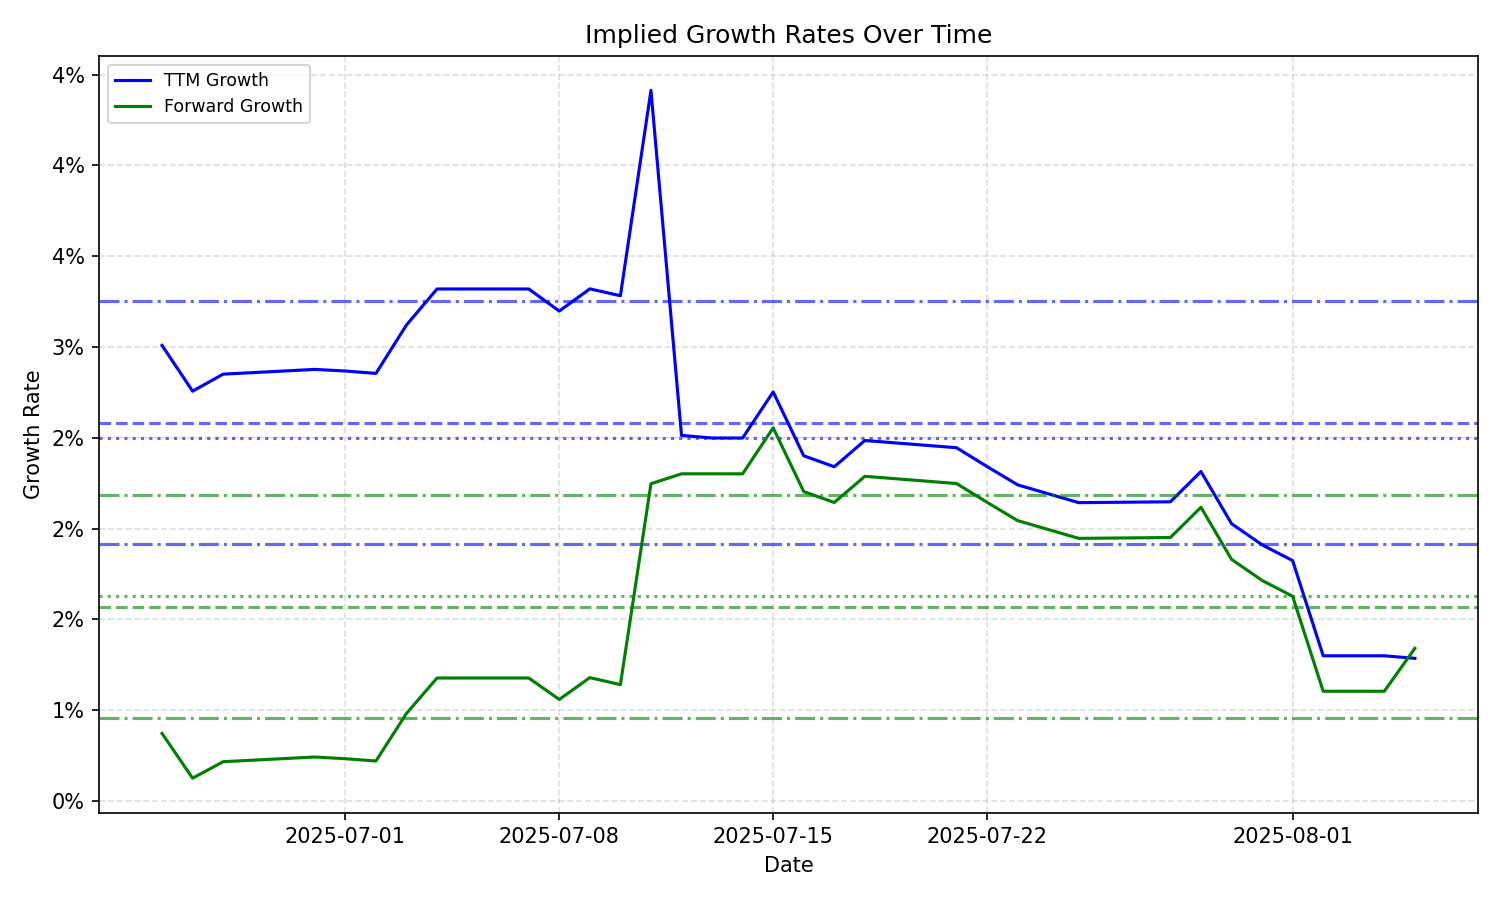 Implied Growth Rates Over Time
TTM Growth
Forward Growth
4%
4%
4%
3%
2%
2%
2%
1%
0%
Growth Rate
2025-07-01
2025-07-08
2025-07-15
2025-07-22
2025-08-01
Date